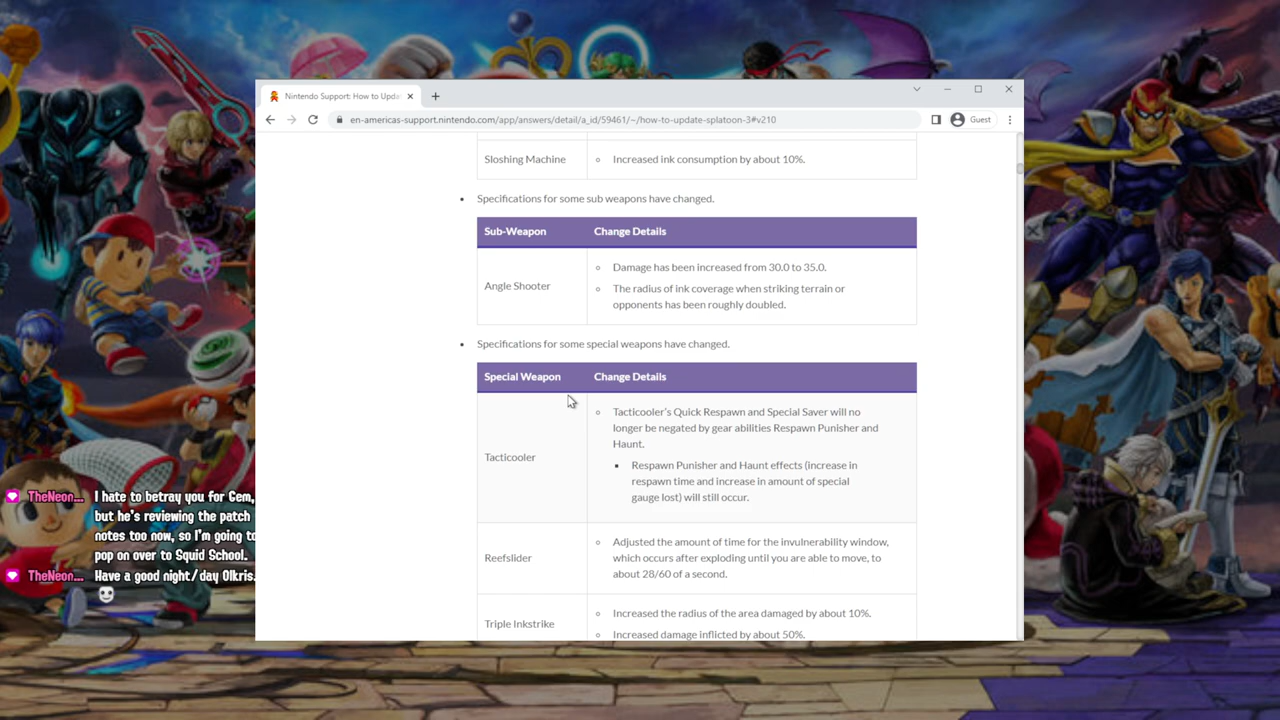 Nintendo Support: How to Upda
Guest
en-americas-support.nintendo.com/app/answers/detail/a_id/59461/~/how-to-update-splatoon-3#v210
Sloshing Machine
Increased ink consumption by about 10%.
Specifications for some sub weapons have changed.
Sub-Weapon
Change Details
Angle Shooter
Damage has been increased from 30.0 to 35.0.
The radius of ink coverage when striking terrain or
opponents has been roughly doubled.
Specifications for some special weapons have changed.
Special Weapon
Change Details
Tacticooler
Tacticooler's Quick Respawn and Special Saver will no
longer be negated by gear abilities Respawn Punisher and
Haunt.
Respawn Punisher and Haunt effects (increase in
respawn time and increase in amount of special
gauge lost) will still occur.
Reefslider
Adjusted the amount of time for the invulnerability window,
which occurs after exploding until you are able to move, to
about 28/60 of a second.
Triple Inkstrike
Increased the radius of the area damaged by about 10%.
Increased damage inflicted by about 50%.
TheNeon... I hate to betray you for Gem,
but he's reviewing the patch
notes too now, so I'm going to
pop on over to Squid School.
TheNeon... Have a good night/day Olkris.